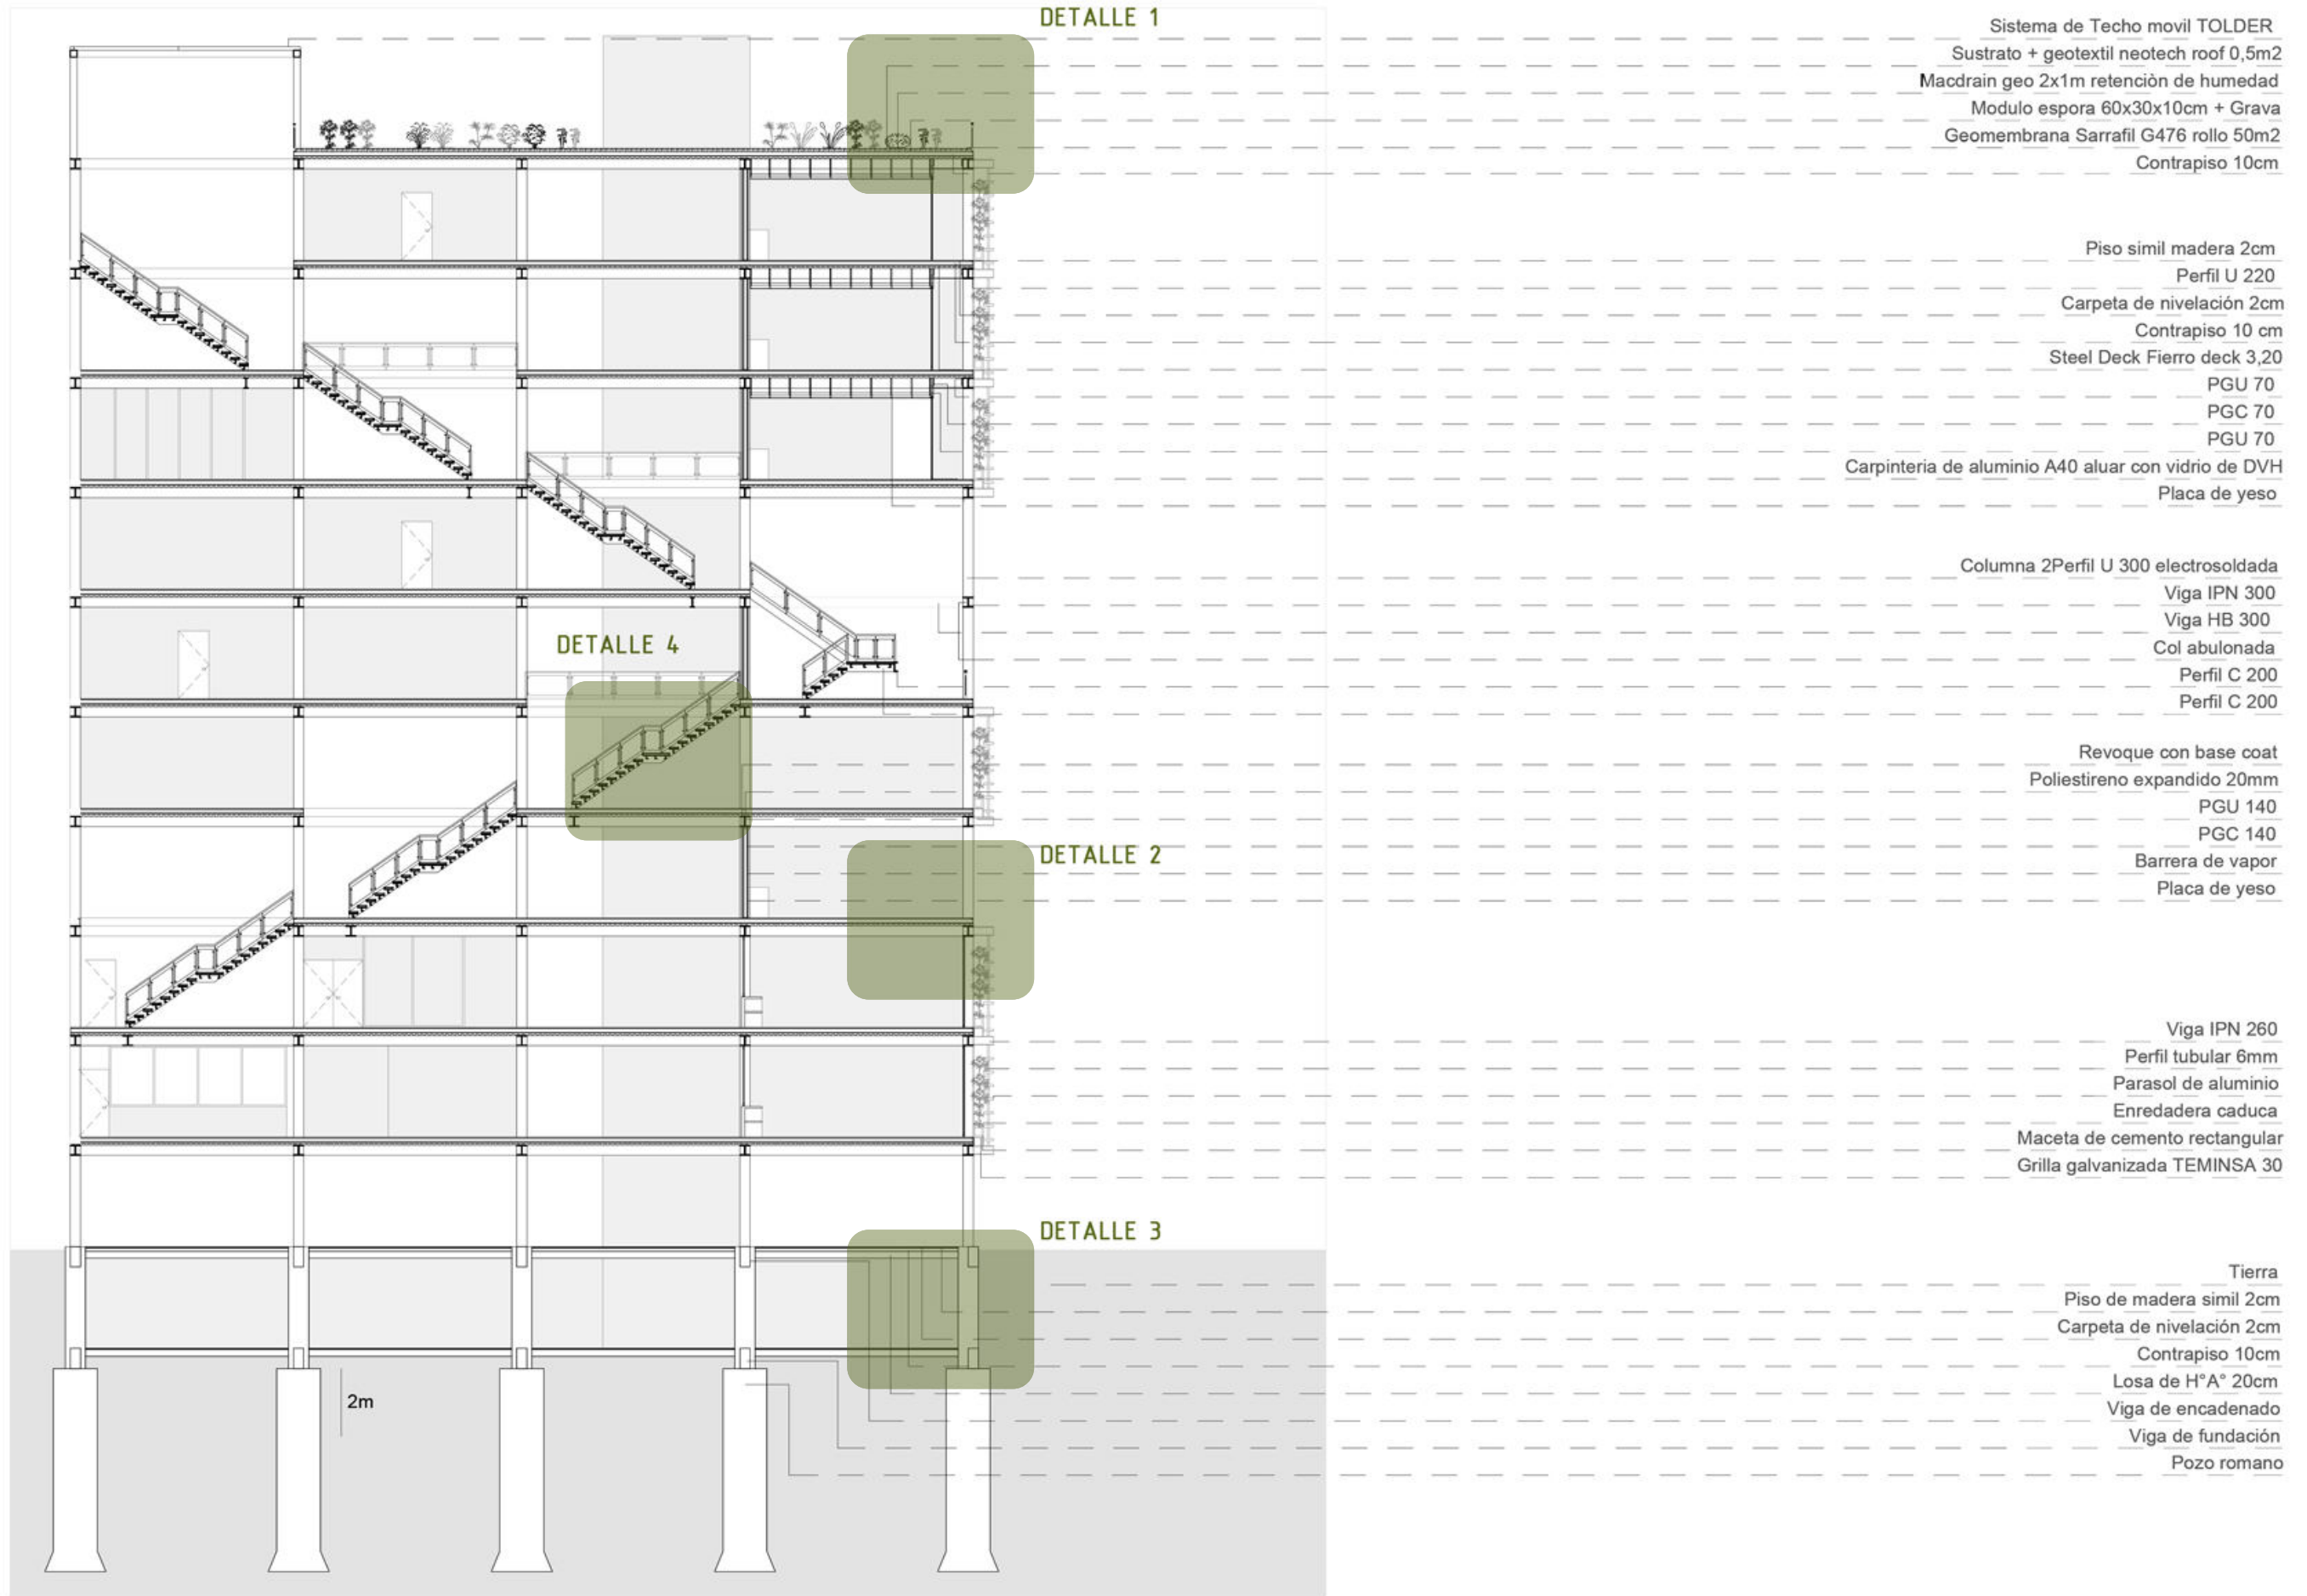 DETALLE 1
Sistema de Techo movil TOLDER
Sustrato + geotextil neotech roof 0,5m2
Macdrain geo 2x1m retenciòn de humedad
Modulo espora 60x30x10cm + Grava
Geomembrana Sarrafil G476 rollo 50m2
Contrapiso 10cm
Piso simil madera 2cm
Perfil U 220
Carpeta de nivelación 2cm
Contrapiso 10 cm
Steel Deck Fierro deck 3,20
PGU 70
PGC 70
PGU 70
Carpinteria de aluminio A40 aluar con vidrio de DVH
Placa de yeso
Columna 2Perfil U 300 electrosoldada
Viga IPN 300
Viga HB 300
Col abulonada
Perfil C 200
Perfil C 200
DETALLE 4
Revoque con base coat
Poliestireno expandido 20mm
PGU 140
PGC 140
Barrera de vapor
Placa de yeso
DETALLE 2
Viga IPN 260
Perfil tubular 6mm
Parasol de aluminio
Enredadera caduca
Maceta de cemento rectangular
Grilla galvanizada TEMINSA 30
DETALLE 3
Tierra
Piso de madera simil 2cm
Carpeta de nivelación 2cm
Contrapiso 10cm
Losa de H°A° 20cm
Viga de encadenado
Viga de fundación
Pozo romano
2m